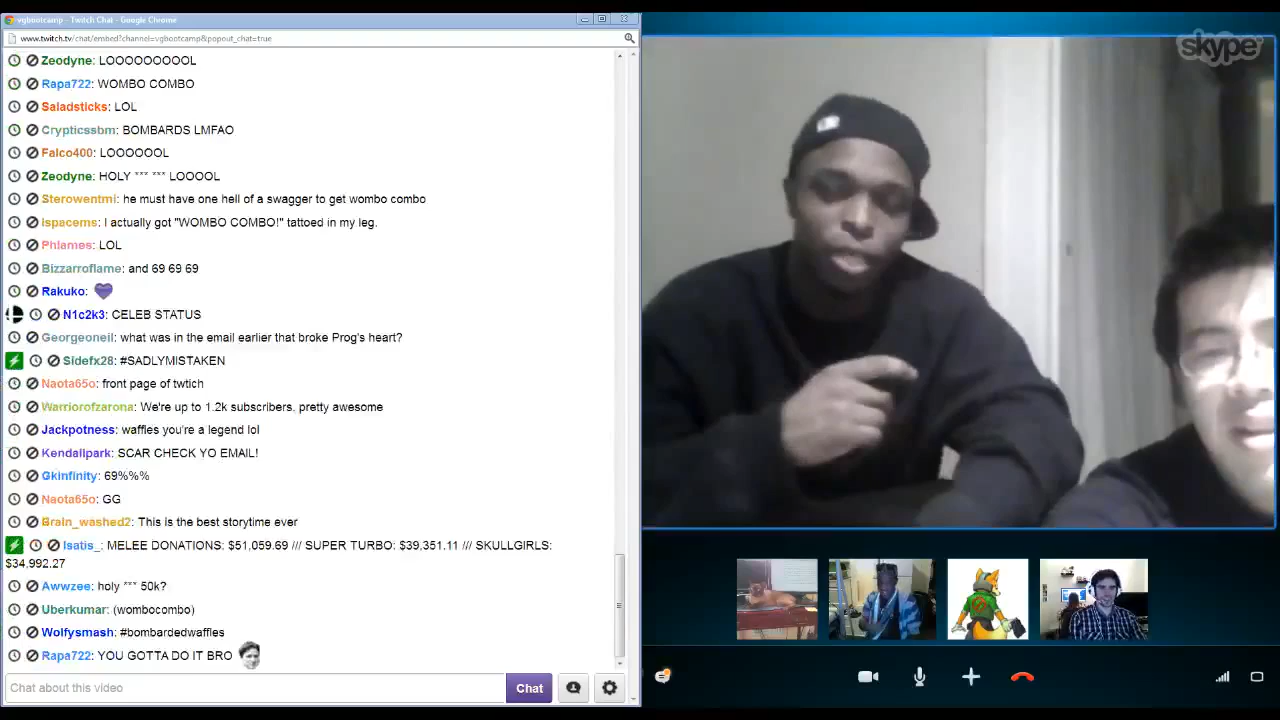 vgbootcamp - Twitch Chat - Google Chrome
www.twitch.tv/chat/embed?channel=vgbootcamp&popout_chat=true
Zeodyne: LOOOOOOOOOL
Rapa722: WOMBO COMBO
Saladsticks: LOL
Crypticssbm: BOMBARDS LMFAO
Falco400: LOOOOOOL
Zeodyne: HOLY *** *** LOOOOL
Sterowentmi: he must have one hell of a swagger to get wombo combo
Ispacerns: I actually got "WOMBO COMBO!" tattoed in my leg.
Phlames: LOL
Bizzarroflame: and 69 69 69
Rakuko:
N1c2k3: CELEB STATUS
Georgeoneil: what was in the email earlier that broke Prog's heart?
Sidefx28: #SADLYMISTAKEN
Naota65o: front page of twtich
Warriorofzarona: We're up to 1.2k subscribers, pretty awesome
Jackpotness: waffles you're a legend lol
Kendallpark: SCAR CHECK YO EMAIL!
Gkinfinity: 69%%%
Naota65o: GG
Brain_washed2: This is the best storytime ever
Isatis_: MELEE DONATIONS: $51,059.69 /// SUPER TURBO: $39,351.11 /// SKULLGIRLS:
$34,992.27
Awwzee: holy *** 50k?
Uberkumar: (wombocombo)
Wolfysmash: #bombardedwaffles
Rapa722: YOU GOTTA DO IT BRO
Chat about this video
Chat
skype